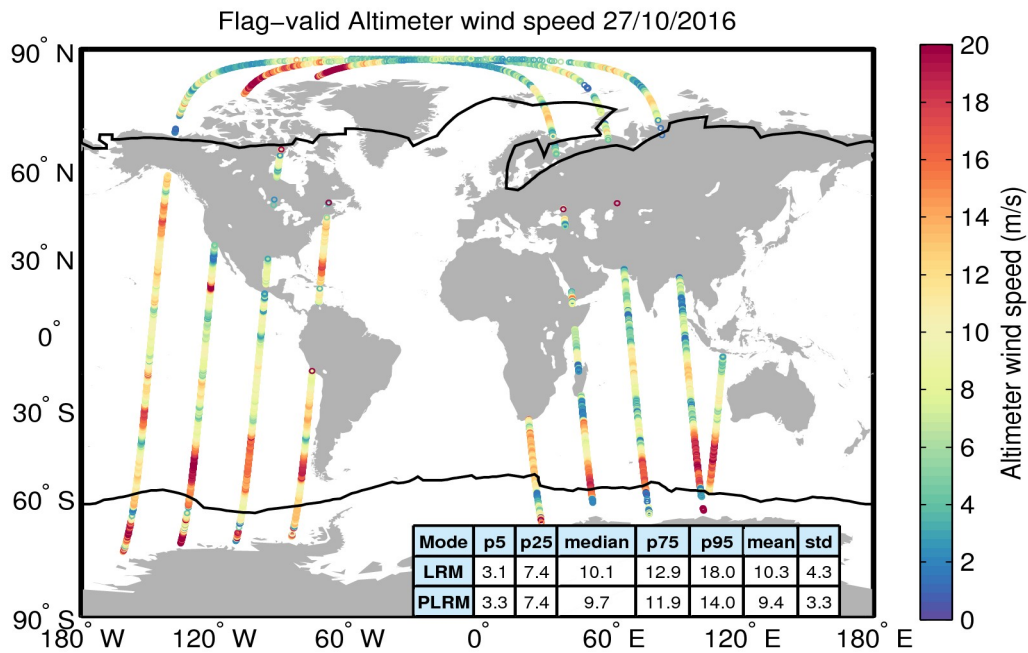 Flag-valid Altimeter wind speed 27/10/2016
90° N
60° N
30° N
0°
30° S
60° S
90° S
180° W
120° W
60° W
0°
60° E
120° E
180° E
Mode p5 p25 median p75 p95 mean std
LRM 3.1 7.4 10.1 12.9 18.0 10.3 4.3
PLRM 3.3 7.4 9.7 11.9 14.0 9.4 3.3
20
18
16
14
12
10
8
6
4
2
0
Altimeter wind speed (m/s)